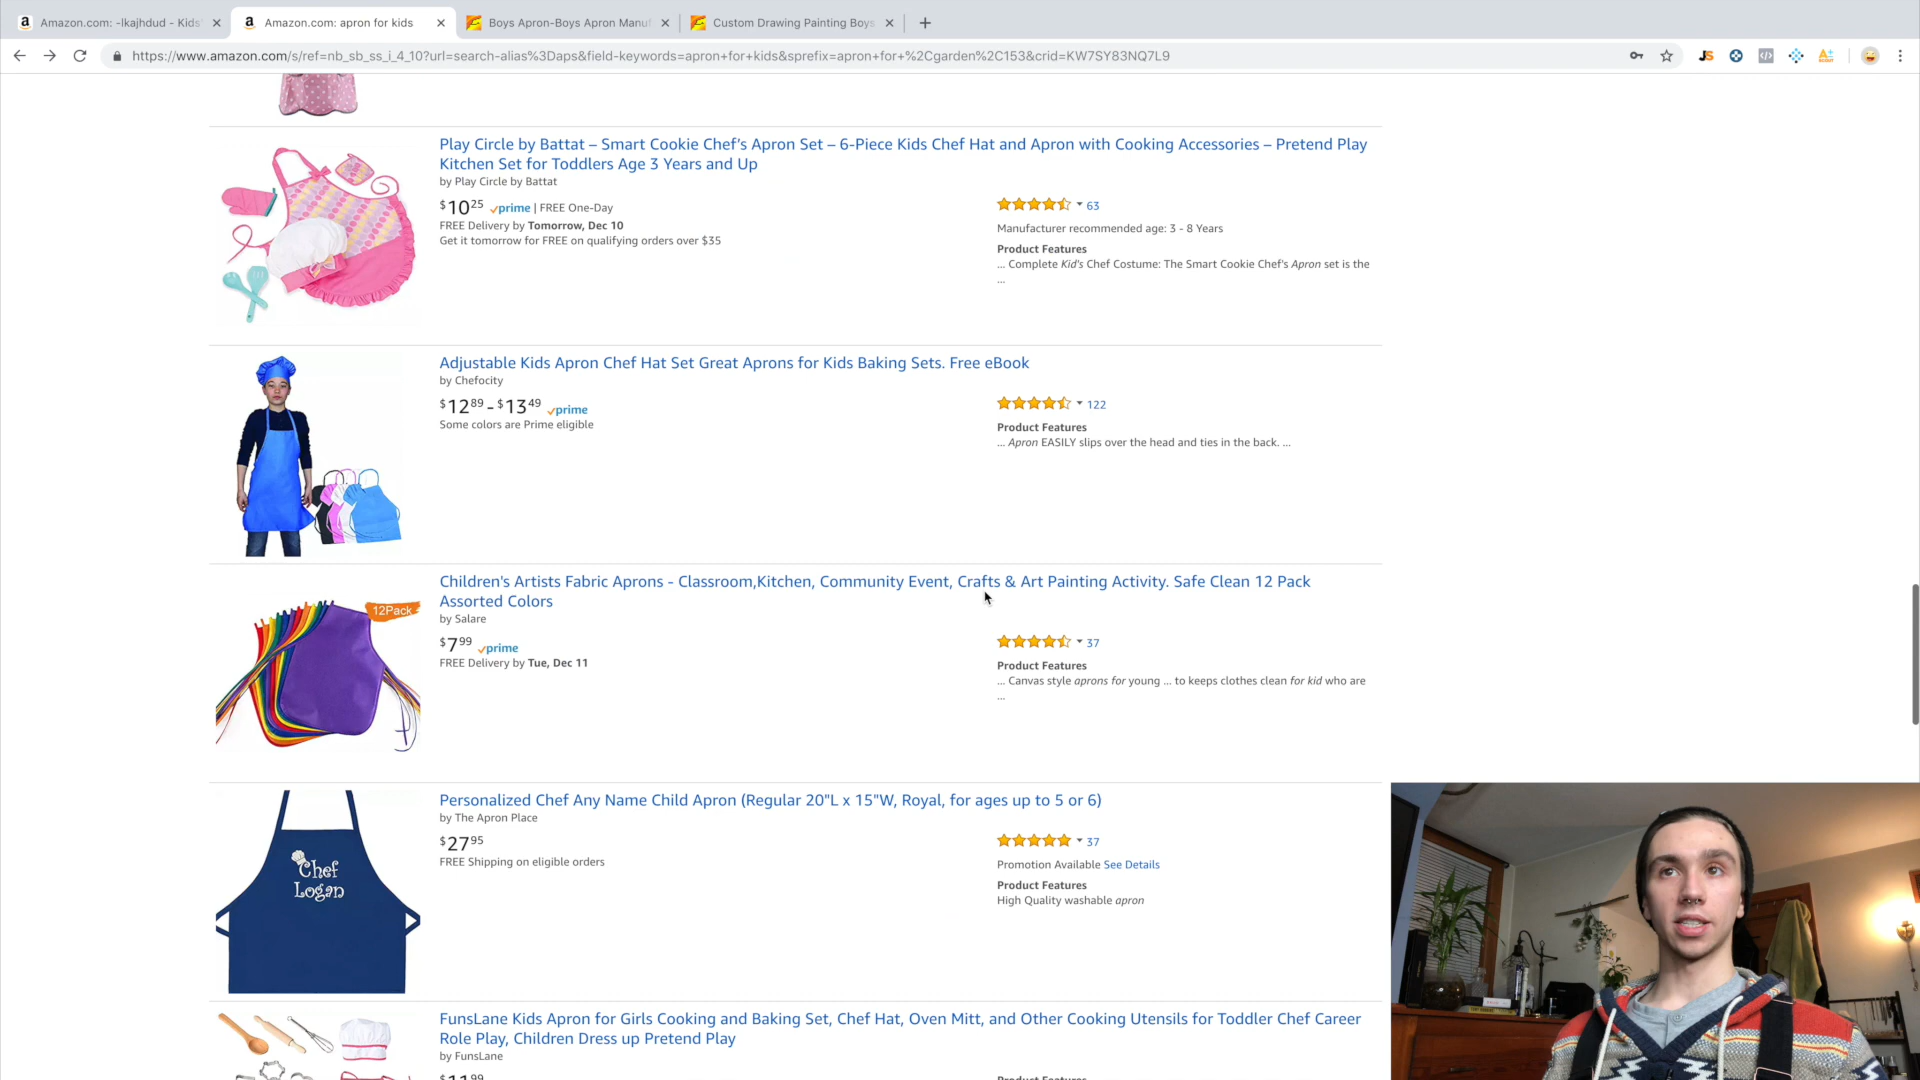 Amazon.com: -lkajhdud - Kids'
Amazon.com: apron for kids
Boys Apron-Boys Apron Manuf
Custom Drawing Painting Boys
https://www.amazon.com/s/ref=nb_sb_ss_i_4_10?url=search-alias%3Daps&field-keywords=apron+for+kids&sprefix=apron+for+%2Cgarden%2C153&crid=KW7SY83NQ7L9
Play Circle by Battat – Smart Cookie Chef's Apron Set – 6-Piece Kids Chef Hat and Apron with Cooking Accessories – Pretend Play
Kitchen Set for Toddlers Age 3 Years and Up
by Play Circle by Battat
$10 25 prime | FREE One-Day
FREE Delivery by Tomorrow, Dec 10
Get it tomorrow for FREE on qualifying orders over $35
63
Manufacturer recommended age: 3 - 8 Years
Product Features
... Complete Kid's Chef Costume: The Smart Cookie Chef's Apron set is the
...
Adjustable Kids Apron Chef Hat Set Great Aprons for Kids Baking Sets. Free eBook
by Chefocity
$12 89 - $13 49 prime
Some colors are Prime eligible
122
Product Features
... Apron EASILY slips over the head and ties in the back. ...
12Pack
Children's Artists Fabric Aprons - Classroom,Kitchen, Community Event, Crafts & Art Painting Activity. Safe Clean 12 Pack
Assorted Colors
by Salare
$7 99 prime
FREE Delivery by Tue, Dec 11
37
Product Features
... Canvas style aprons for young ... to keeps clothes clean for kid who are
...
Chef
Logan
Personalized Chef Any Name Child Apron (Regular 20"L x 15"W, Royal, for ages up to 5 or 6)
by The Apron Place
$27 95
FREE Shipping on eligible orders
37
Promotion Available See Details
Product Features
High Quality washable apron
FunsLane Kids Apron for Girls Cooking and Baking Set, Chef Hat, Oven Mitt, and Other Cooking Utensils for Toddler Chef Career
Role Play, Children Dress up Pretend Play
by FunsLane
$11 99
Product Features